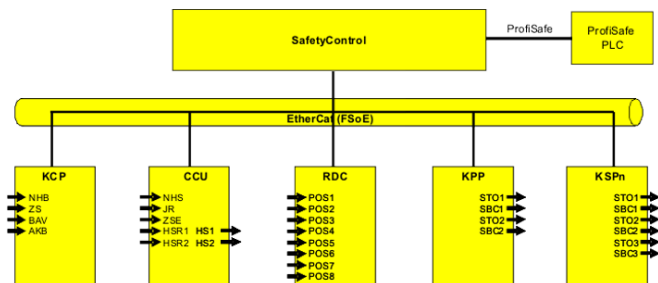 SafetyControl
ProfiSafe
ProfiSafe
PLC
EtherCat (FSoE)
KCP
NHB
ZS
BAV
AKB
CCU
NHS
JR
ZSE
HSR1 HS1
HSR2 HS2
RDC
POS1
POS2
POS3
POS4
POS5
POS6
POS7
POS8
KPP
STO1
SBC1
STO2
SBC2
KSPn
STO1
SBC1
STO2
SBC2
STO3
SBC3